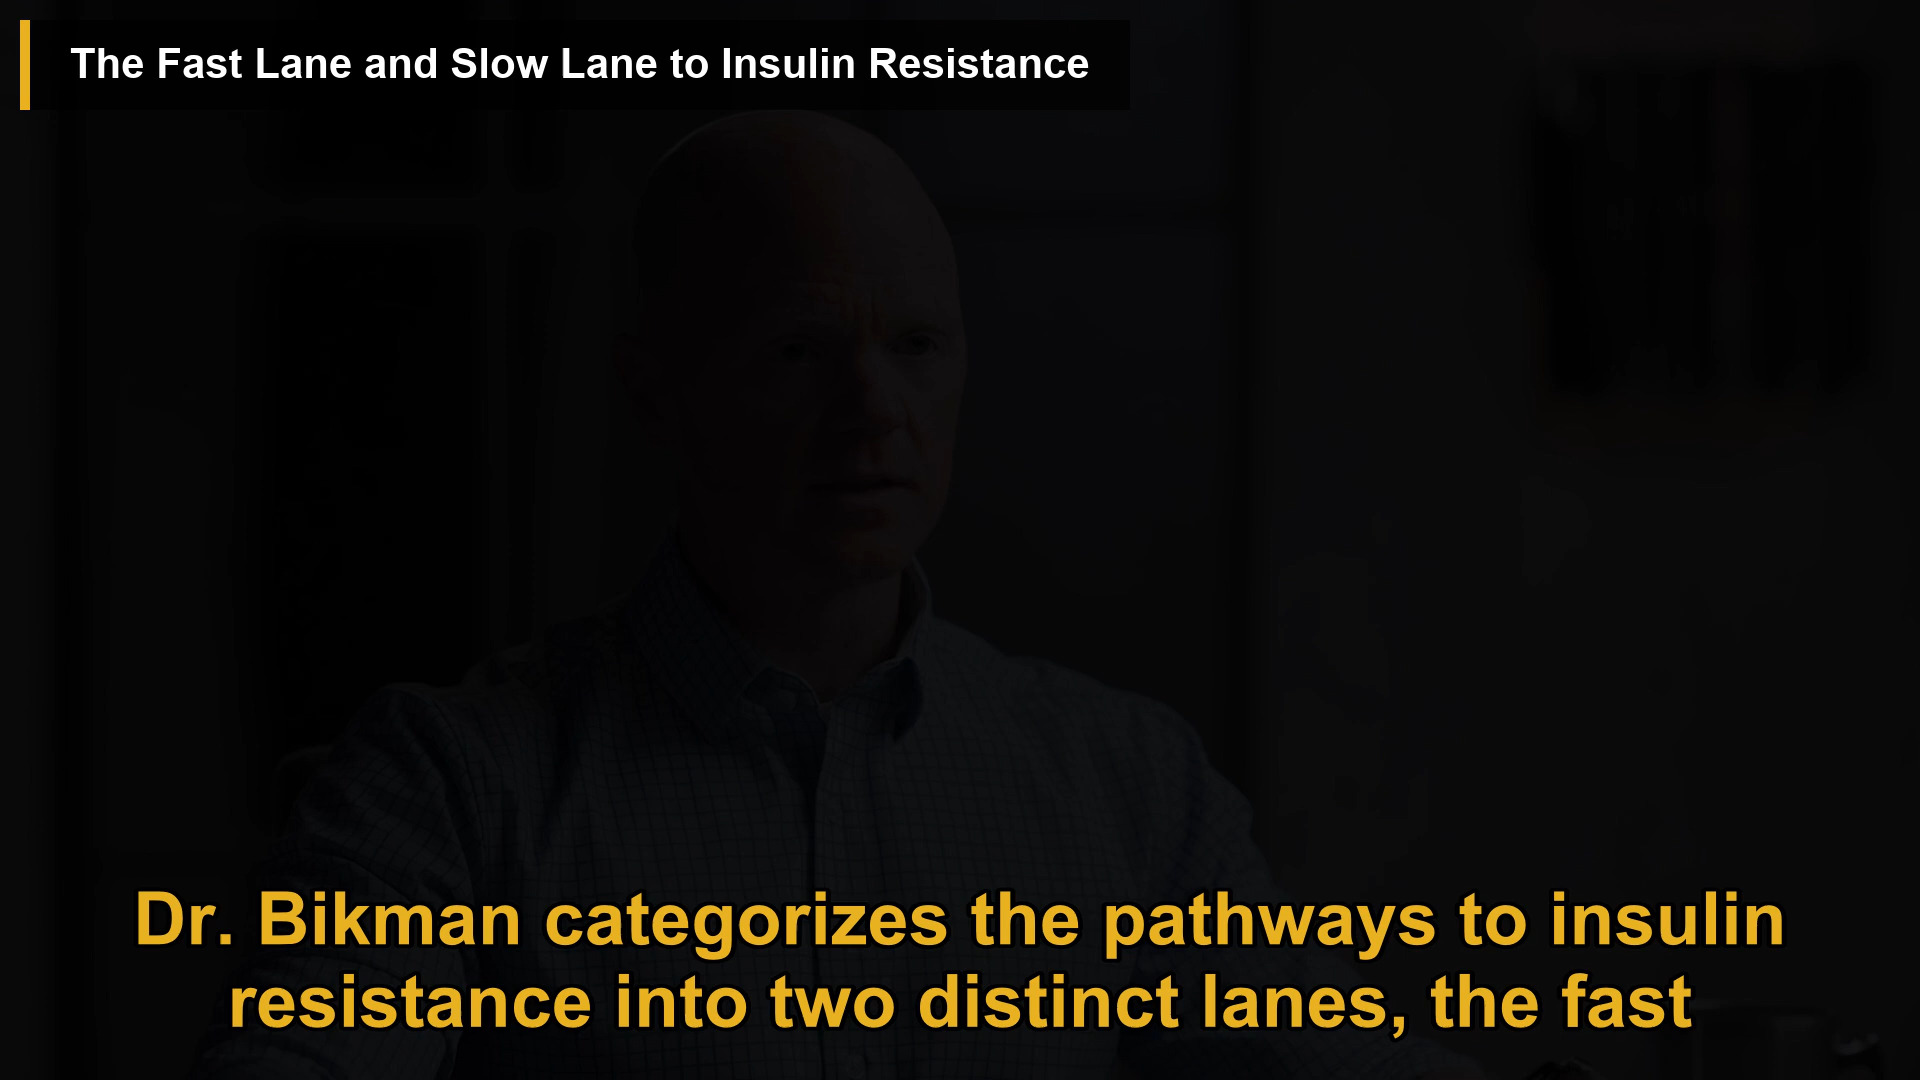 The Fast Lane and Slow Lane to Insulin Resistance
Dr. Bikman categorizes the pathways to insulin
resistance into two distinct lanes, the fast